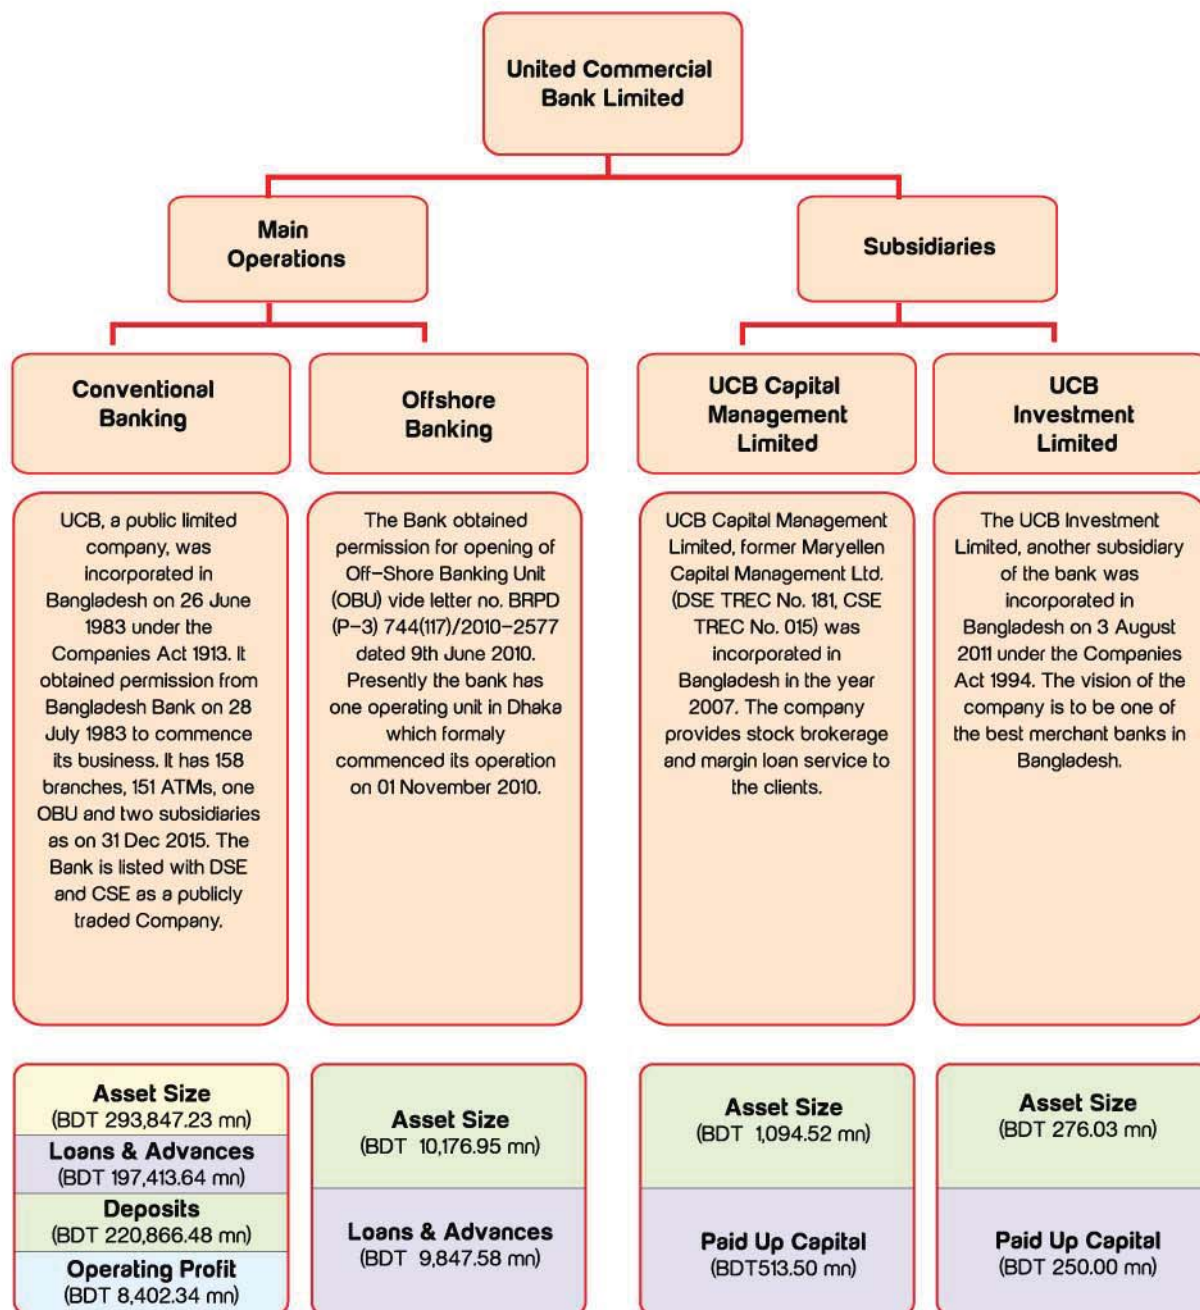 United Commercial
Bank Limited
Main
Operations
Subsidiaries
Conventional
Banking
Offshore
Banking
UCB Capital
Management
Limited
UCB
Investment
Limited
UCB, a public limited
company, was
incorporated in
Bangladesh on 26 June
1983 under the
Companies Act 1913. It
obtained permission from
Bangladesh Bank on 28
July 1983 to commence
its business. It has 158
branches, 151 ATMs, one
OBU and two subsidiaries
as on 31 Dec 2015. The
Bank is listed with DSE
and CSE as a publicly
traded Company.
The Bank obtained
permission for opening of
Off-Shore Banking Unit
(OBU) vide letter no. BRPD
(P-3) 744(117)/2010-2577
dated 9th June 2010.
Presently the bank has
one operating unit in Dhaka
which formaly
commenced its operation
on 01 November 2010.
UCB Capital Management
Limited, former Maryellen
Capital Management Ltd.
(DSE TREC No. 181, CSE
TREC No. 015) was
incorporated in
Bangladesh in the year
2007. The company
provides stock brokerage
and margin loan service to
the clients.
The UCB Investment
Limited, another subsidiary
of the bank was
incorporated in
Bangladesh on 3 August
2011 under the Companies
Act 1994. The vision of the
company is to be one of
the best merchant banks in
Bangladesh.
Asset Size
(BDT 293,847.23 mn)
Loans & Advances
(BDT 197,413.64 mn)
Deposits
(BDT 220,866.48 mn)
Operating Profit
(BDT 8,402.34 mn)
Asset Size
(BDT 10,176.95 mn)
Loans & Advances
(BDT 9,847.58 mn)
Asset Size
(BDT 1,094.52 mn)
Paid Up Capital
(BDT513.50 mn)
Asset Size
(BDT 276.03 mn)
Paid Up Capital
(BDT 250.00 mn)